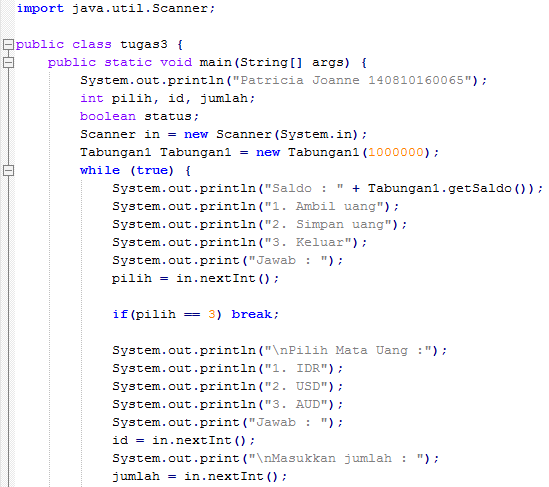 import java.util.Scanner;
public class tugas3 {
public static void main(String[] args) {
System.out.println("Patricia Joanne 140810160065");
int pilih, id, jumlah;
boolean status;
Scanner in = new Scanner(System.in);
Tabungan1 Tabungan1 = new Tabungan1(1000000);
while (true) {
System.out.println("Saldo : " + Tabungan1.getSaldo());
System.out.println("1. Ambil uang");
System.out.println("2. Simpan uang");
System.out.println("3. Keluar");
System.out.print("Jawab : ");
pilih = in.nextInt();
if(pilih == 3) break;
System.out.println("\nPilih Mata Uang :");
System.out.println("1. IDR");
System.out.println("2. USD");
System.out.println("3. AUD");
System.out.print("Jawab : ");
id = in.nextInt();
System.out.print("\nMasukkan jumlah : ");
jumlah = in.nextInt();